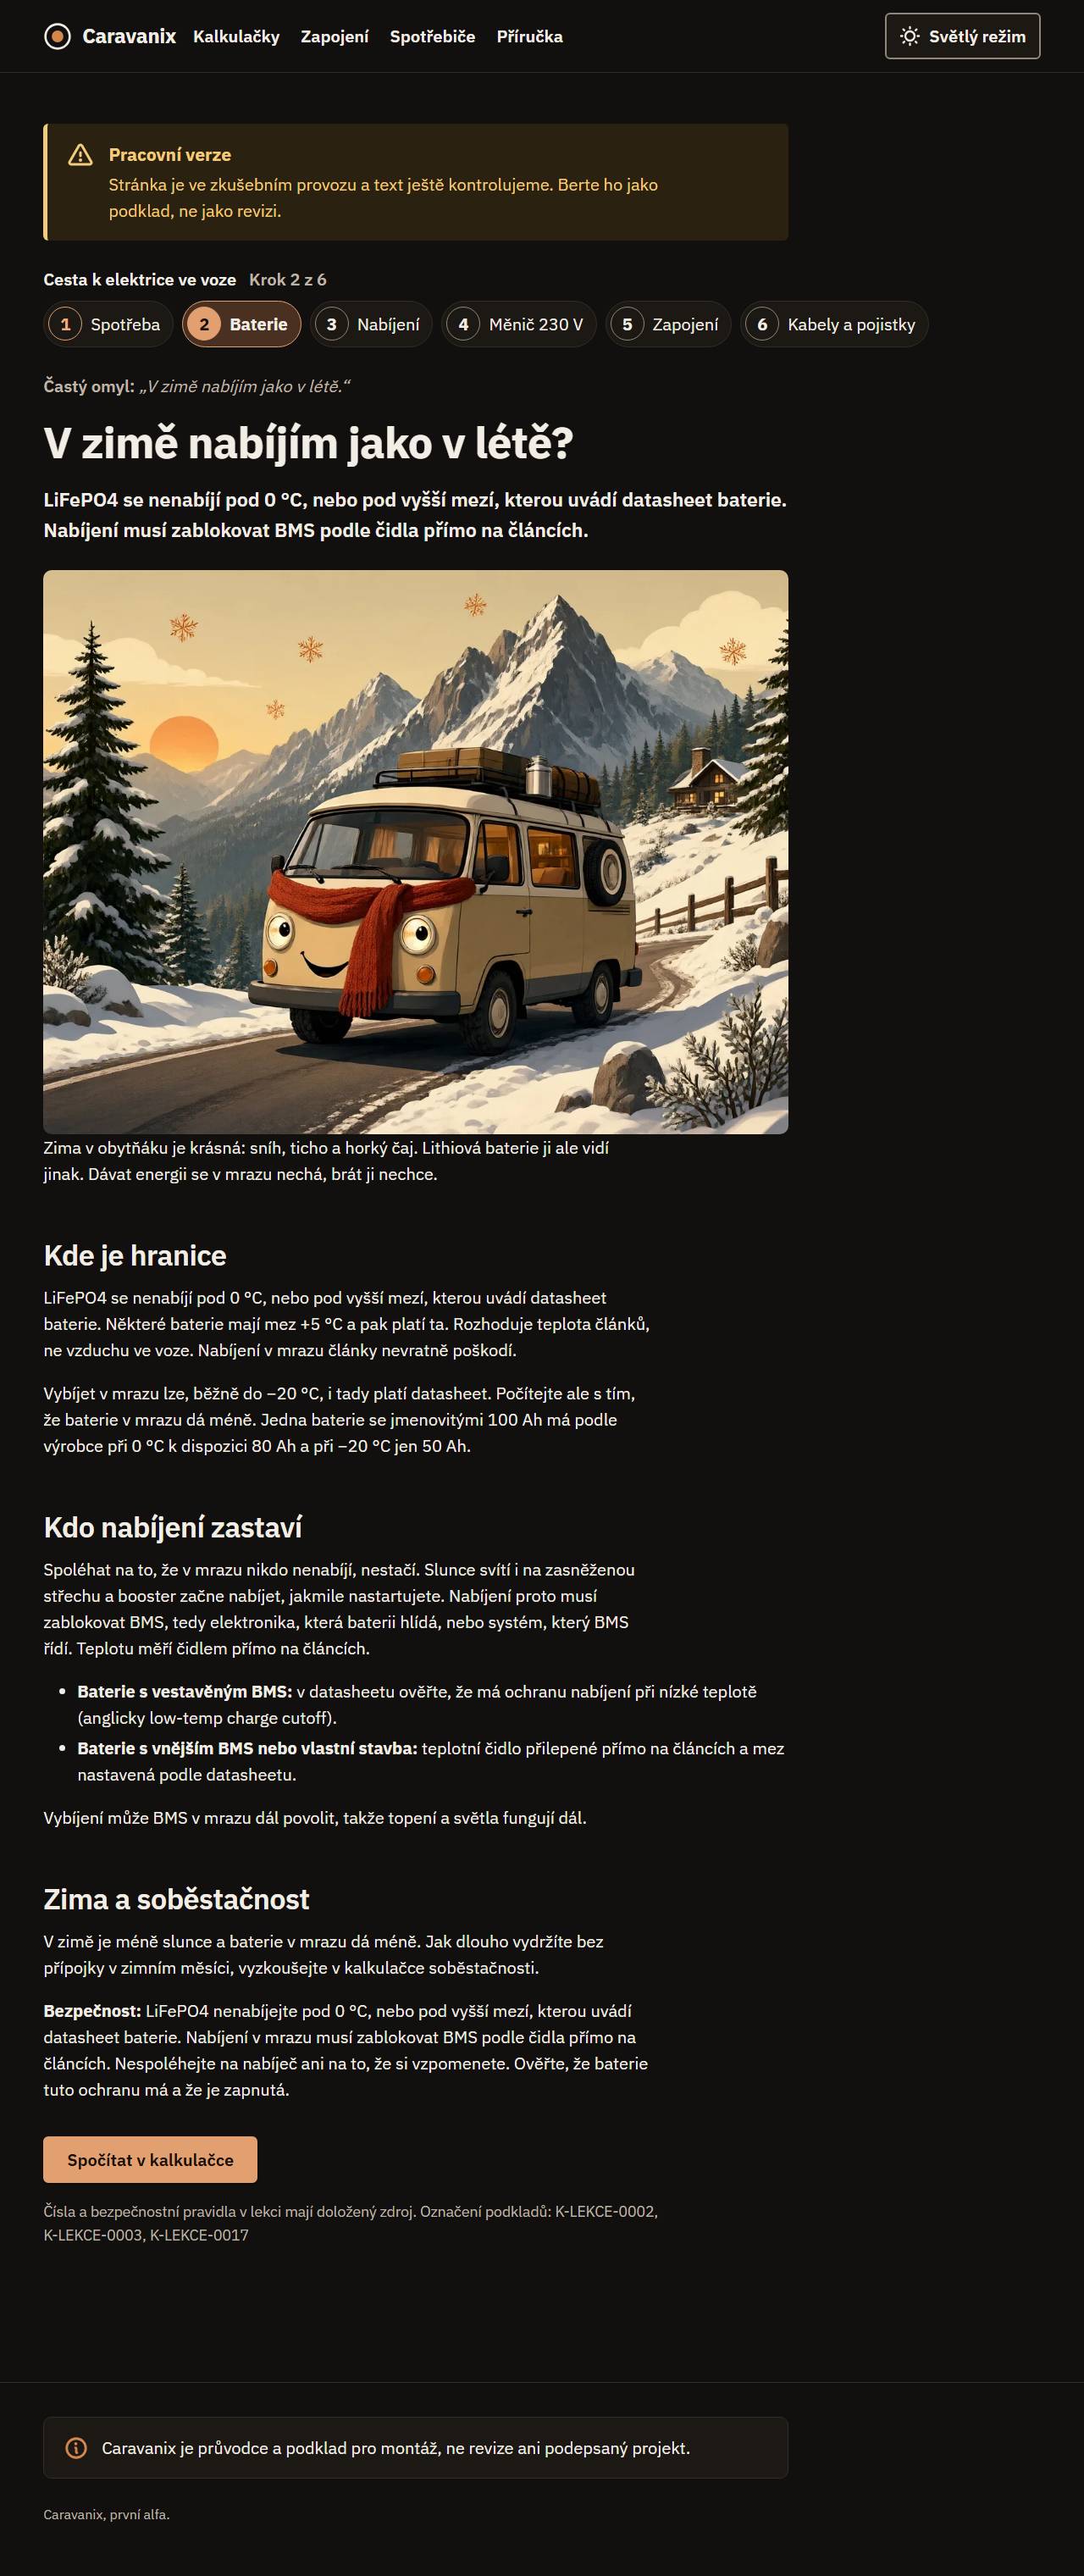 Caravanix Kalkulačky Zapojení Spotřebiče Příručka Světlý režim
Pracovní verze
Stránka je ve zkušebním provozu a text ještě kontrolujeme. Berte ho jako
podklad, ne jako revizi.
Cesta k elektrice ve voze Krok 2 z 6
1 Spotřeba 2 Baterie 3 Nabíjení 4 Měnič 230 V 5 Zapojení 6 Kabely a pojistky
Častý omyl: „V zimě nabíjím jako v létě.“
V zimě nabíjím jako v létě?
LiFePO4 se nenabíjí pod 0 °C, nebo pod vyšší mezí, kterou uvádí datasheet baterie.
Nabíjení musí zablokovat BMS podle čidla přímo na článcích.
Zima v obytňáku je krásná: sníh, ticho a horký čaj. Lithiová baterie ji ale vidí
jinak. Dávat energii se v mrazu nechá, brát ji nechce.
Kde je hranice
LiFePO4 se nenabíjí pod 0 °C, nebo pod vyšší mezí, kterou uvádí datasheet
baterie. Některé baterie mají mez +5 °C a pak platí ta. Rozhoduje teplota článků,
ne vzduchu ve voze. Nabíjení v mrazu články nevratně poškodí.
Vybíjet v mrazu lze, běžně do −20 °C, i tady platí datasheet. Počítejte ale s tím,
že baterie v mrazu dá méně. Jedna baterie se jmenovitými 100 Ah má podle
výrobce při 0 °C k dispozici 80 Ah a při −20 °C jen 50 Ah.
Kdo nabíjení zastaví
Spoléhat na to, že v mrazu nikdo nenabíjí, nestačí. Slunce svítí i na zasněženou
střechu a booster začne nabíjet, jakmile nastartujete. Nabíjení proto musí
zablokovat BMS, tedy elektronika, která baterii hlídá, nebo systém, který BMS
řídí. Teplotu měří čidlem přímo na článcích.
• Baterie s vestavěným BMS: v datasheetu ověřte, že má ochranu nabíjení při nízké teplotě
(anglicky low-temp charge cutoff).
• Baterie s vnějším BMS nebo vlastní stavba: teplotní čidlo přilepené přímo na článcích a mez
nastavená podle datasheetu.
Vybíjení může BMS v mrazu dál povolit, takže topení a světla fungují dál.
Zima a soběstačnost
V zimě je méně slunce a baterie v mrazu dá méně. Jak dlouho vydržíte bez
přípojky v zimním měsíci, vyzkoušejte v kalkulačce soběstačnosti.
Bezpečnost: LiFePO4 nenabíjejte pod 0 °C, nebo pod vyšší mezí, kterou uvádí
datasheet baterie. Nabíjení v mrazu musí zablokovat BMS podle čidla přímo na
článcích. Nespoléhejte na nabíječ ani na to, že si vzpomenete. Ověřte, že baterie
tuto ochranu má a že je zapnutá.
Spočítat v kalkulačce
Čísla a bezpečnostní pravidla v lekci mají doložený zdroj. Označení podkladů: K-LEKCE-0002,
K-LEKCE-0003, K-LEKCE-0017
Caravanix je průvodce a podklad pro montáž, ne revize ani podepsaný projekt.
Caravanix, první alfa.